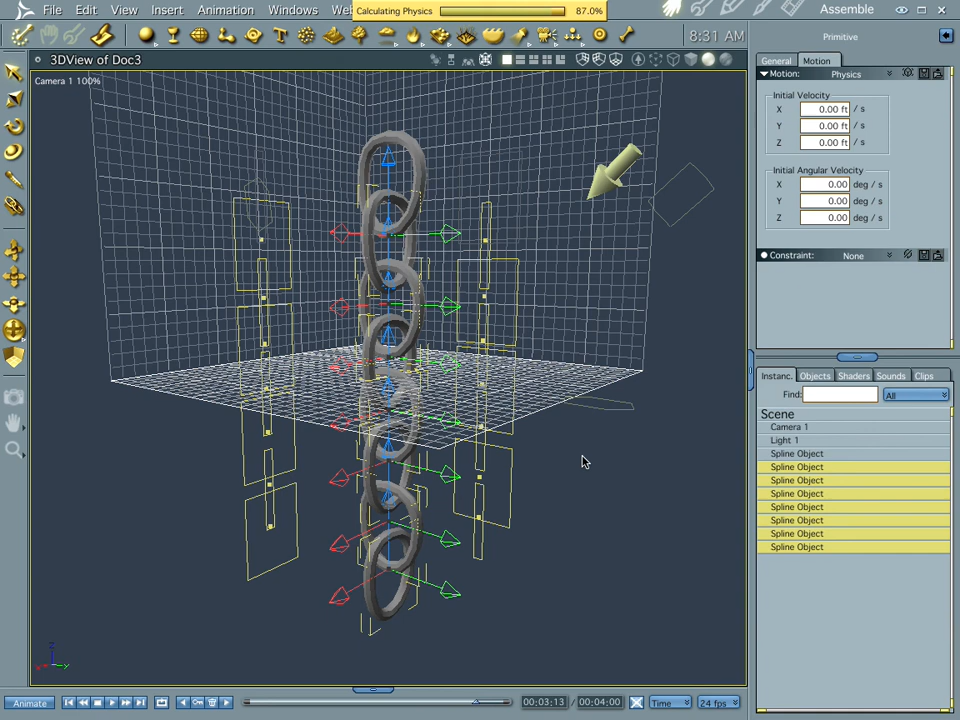 File Edit View Insert Animation Windows
Calculating Physics 87.0%
Assemble
8:31 AM
Primitive
3DView of Doc3
Camera 1 100%
General Motion
Motion: Physics
Initial Velocity
X 0.00 ft / s
Y 0.00 ft / s
Z 0.00 ft / s
Initial Angular Velocity
X 0.00 deg / s
Y 0.00 deg / s
Z 0.00 deg / s
Constraint: None
Instanc. Objects Shaders Sounds Clips
Find: All
Scene
Camera 1
Light 1
Spline Object
Spline Object
Spline Object
Spline Object
Spline Object
Spline Object
Spline Object
Spline Object
Z
Y
Animate 00:03:13 / 00:04:00 Time 24 fps